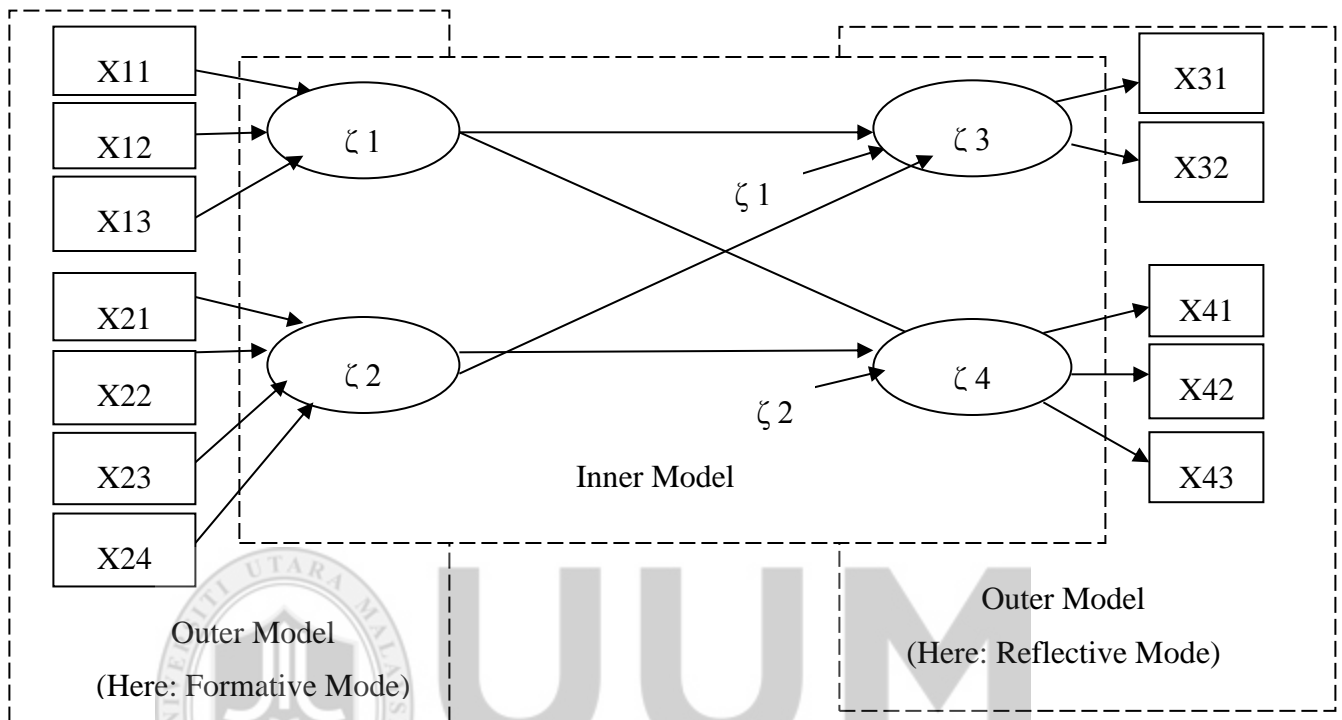 X11
X12
X13
X21
X22
X23
X24
ζ 1
ζ 2
ζ 3
ζ 4
ζ 1
ζ 2
X31
X32
X41
X42
X43
Inner Model
Outer Model
(Here: Formative Mode)
Outer Model
(Here: Reflective Mode)
UUM
UTARA